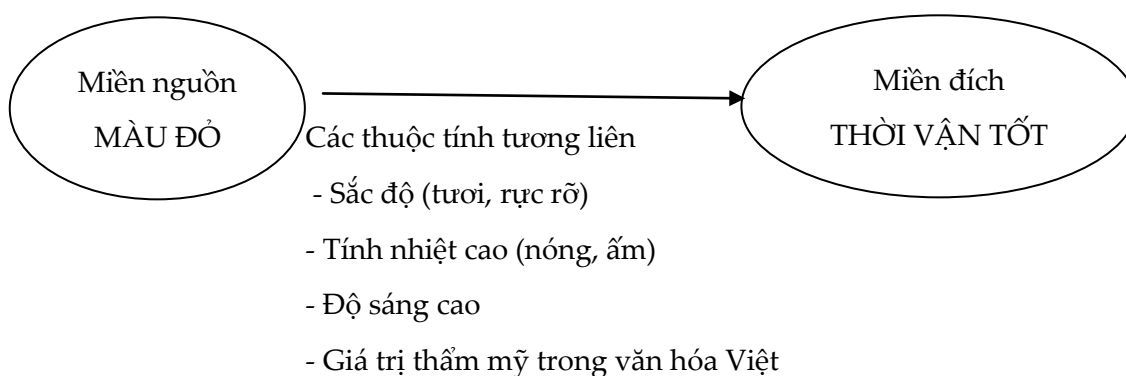 Miền nguồn
MÀU ĐỎ
Miền đích
THỜI VẬN TỐT
Các thuộc tính tương liên
- Sắc độ (tươi, rực rỡ)
- Tính nhiệt cao (nóng, ấm)
- Độ sáng cao
- Giá trị thẩm mỹ trong văn hóa Việt